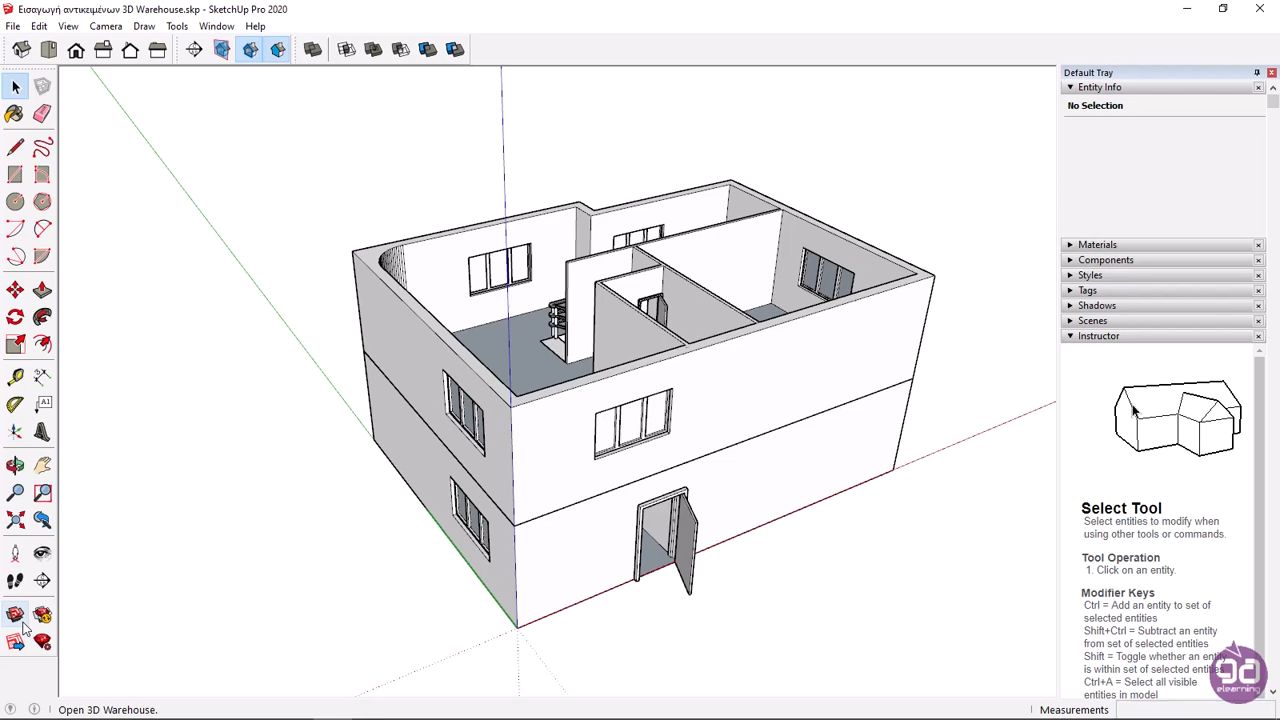 Εισαγωγή αντικειμένων 3D Warehouse.skp - SketchUp Pro 2020
File Edit View Camera Draw Tools Window Help
Default Tray
Entity Info
No Selection
Materials
Components
Styles
Tags
Shadows
Scenes
Instructor
A1
Select Tool
Select entities to modify when
using other tools or commands.
Tool Operation
1. Click on an entity.
Modifier Keys
Ctrl = Add an entity to set of
selected entities
Shift+Ctrl = Subtract an entity
from set of selected entities
Shift = Toggle whether an entity
is within set of selected entities
Ctrl+A = Select all visible
entities in model
elearning
Open 3D Warehouse.
Measurements